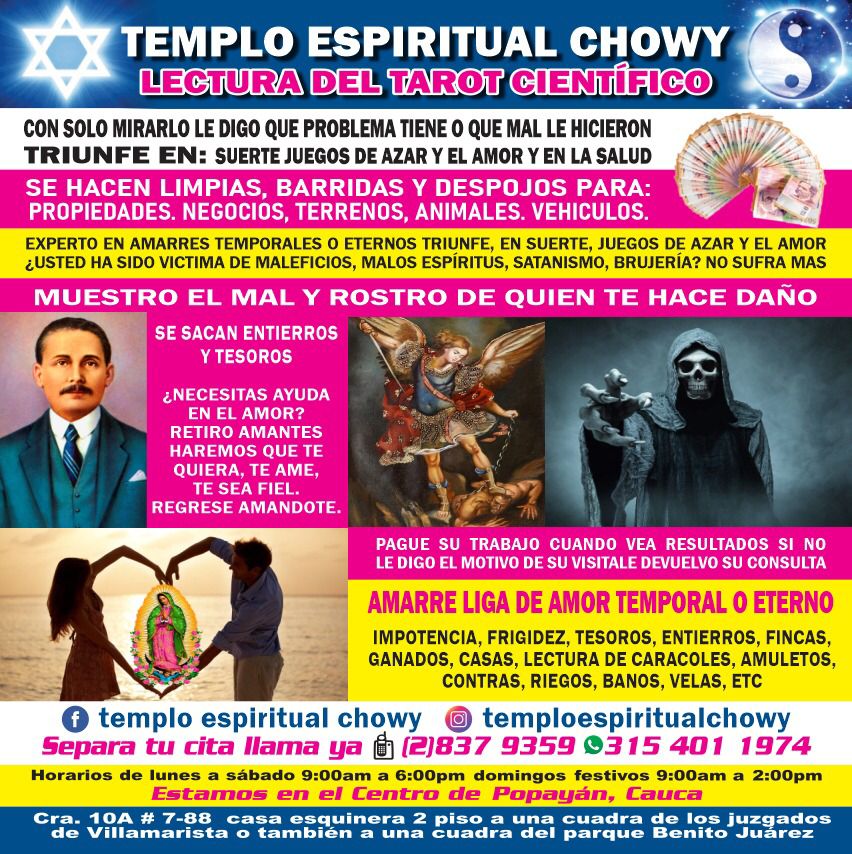 TEMPLO ESPIRITUAL CHOWY
LECTURA DEL TAROT CIENTÍFICO
CON SOLO MIRARLO LE DIGO QUE PROBLEMA TIENE O QUE MAL LE HICIERON
TRIUNFE EN: SUERTE JUEGOS DE AZAR Y EL AMOR Y EN LA SALUD
SE HACEN LIMPIAS, BARRIDAS Y DESPOJOS PARA:
PROPIEDADES. NEGOCIOS, TERRENOS, ANIMALES. VEHICULOS.
EXPERTO EN AMARRES TEMPORALES O ETERNOS TRIUNFE, EN SUERTE, JUEGOS DE AZAR Y EL AMOR
¿USTED HA SIDO VICTIMA DE MALEFICIOS, MALOS ESPÍRITUS, SATANISMO, BRUJERÍA? NO SUFRA MAS
MUESTRO EL MAL Y ROSTRO DE QUIEN TE HACE DAÑO
SE SACAN ENTIERROS
Y TESOROS
¿NECESITAS AYUDA
EN EL AMOR?
RETIRO AMANTES
HAREMOS QUE TE
QUIERA, TE AME,
TE SEA FIEL.
REGRESE AMANDOTE.
PAGUE SU TRABAJO CUANDO VEA RESULTADOS SI NO
LE DIGO EL MOTIVO DE SU VISITALE DEVUELVO SU CONSULTA
AMARRE LIGA DE AMOR TEMPORAL O ETERNO
IMPOTENCIA, FRIGIDEZ, TESOROS, ENTIERROS, FINCAS,
GANADOS, CASAS, LECTURA DE CARACOLES, AMULETOS,
CONTRAS, RIEGOS, BANOS, VELAS, ETC
templo espiritual chowy temploespiritualchowy
Separa tu cita llama ya (2)837 9359 315 401 1974
Horarios de lunes a sábado 9:00am a 6:00pm domingos festivos 9:00am a 2:00pm
Estamos en el Centro de Popayán, Cauca
Cra. 10A # 7-88 casa esquinera 2 piso a una cuadra de los juzgados
de Villamarista o también a una cuadra del parque Benito Juárez